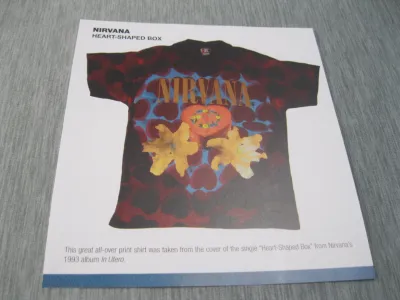 NIRVANA
HEART-SHAPED BOX
NIRVANA
This great all-over print shirt was taken from the cover of the single "Heart-Shaped Box" from Nirvana's
1993 album In Utero.